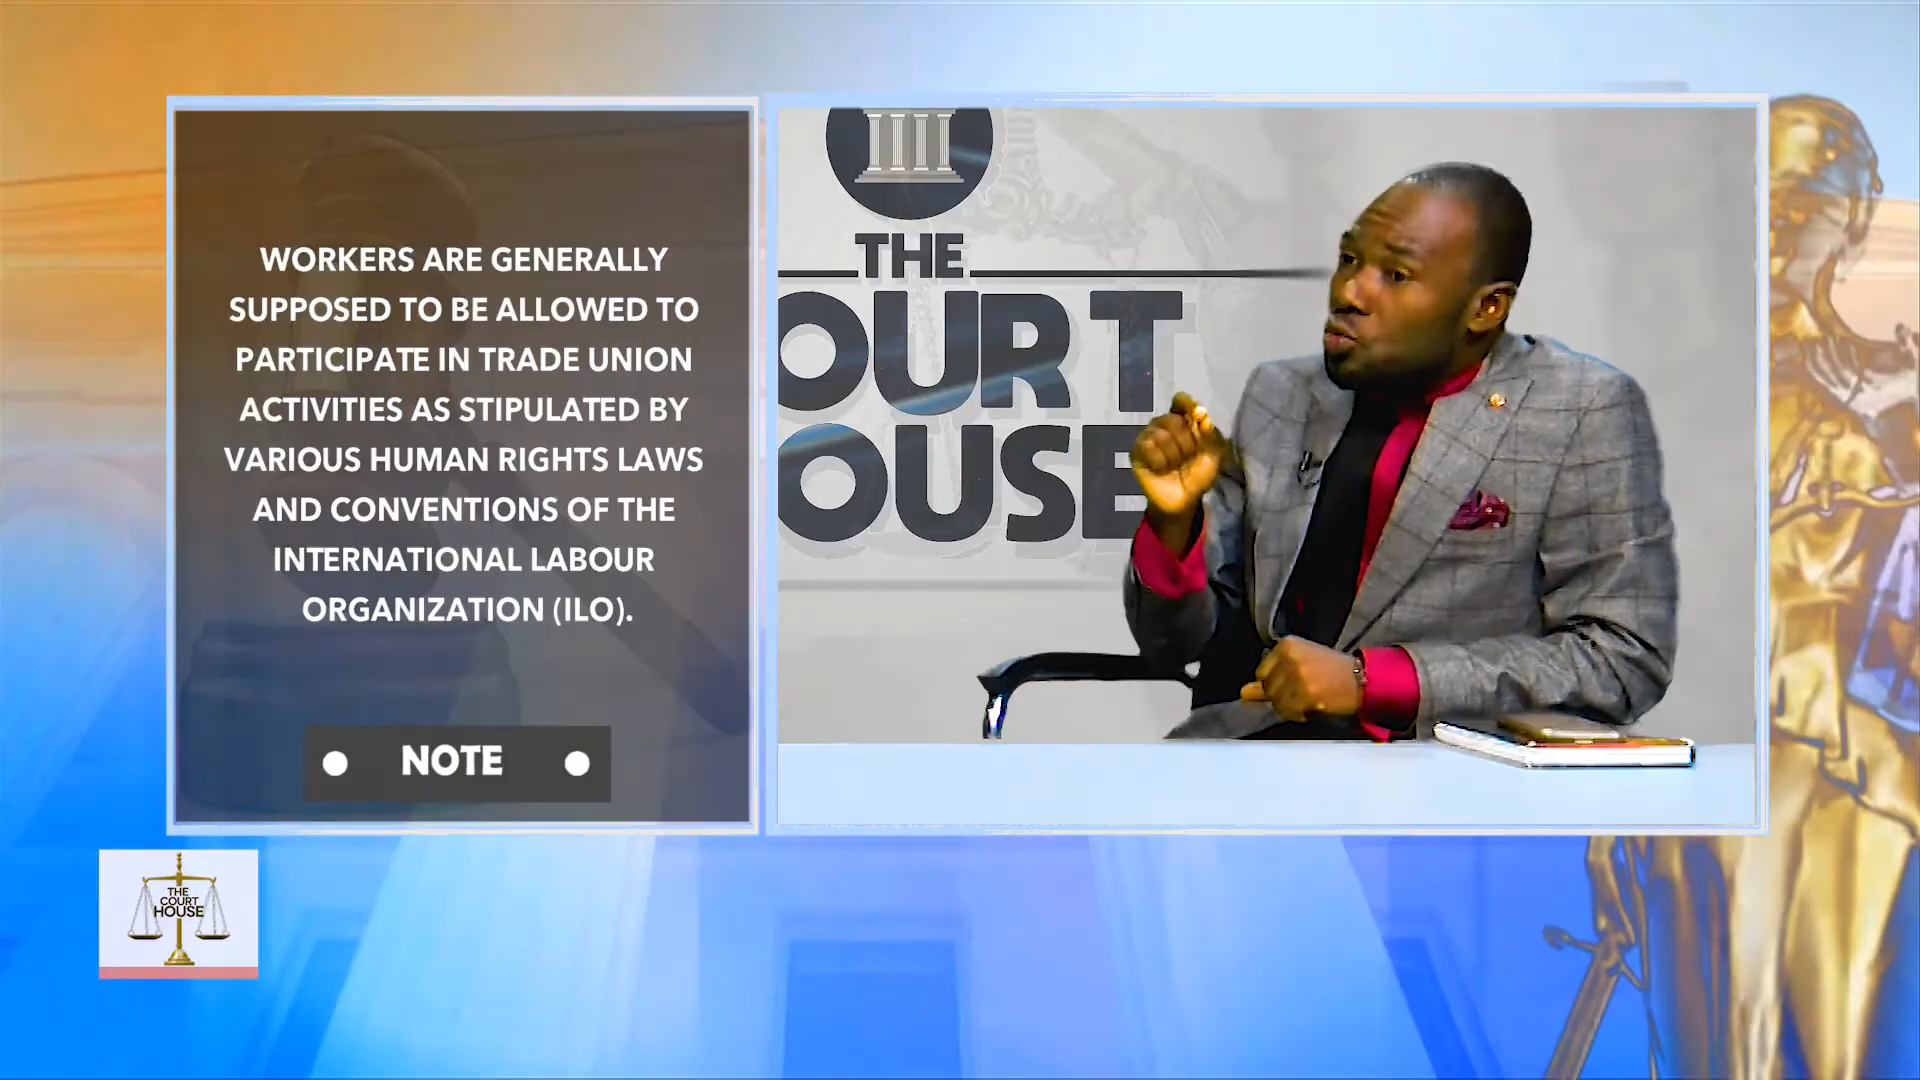 WORKERS ARE GENERALLY
SUPPOSED TO BE ALLOWED TO
PARTICIPATE IN TRADE UNION
ACTIVITIES AS STIPULATED BY
VARIOUS HUMAN RIGHTS LAWS
AND CONVENTIONS OF THE
INTERNATIONAL LABOUR
ORGANIZATION (ILO).
NOTE
THE
OURT
OUSE
THE
COURT
HOUSE